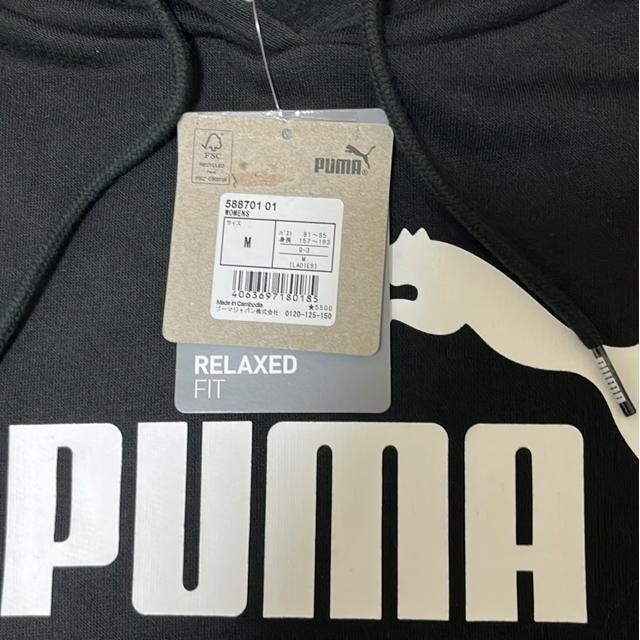 FSC
RECYCLED
PUMA
588701 01
WOMENS
サイズ
M
バスト 81～85
身長 157～163
Q-3
M
(LADIES)
4063697180185
★5500
Made in Cambodia
プーマジャパン株式会社 0120-125-150
RELAXED
FIT
PUMA
PUMA